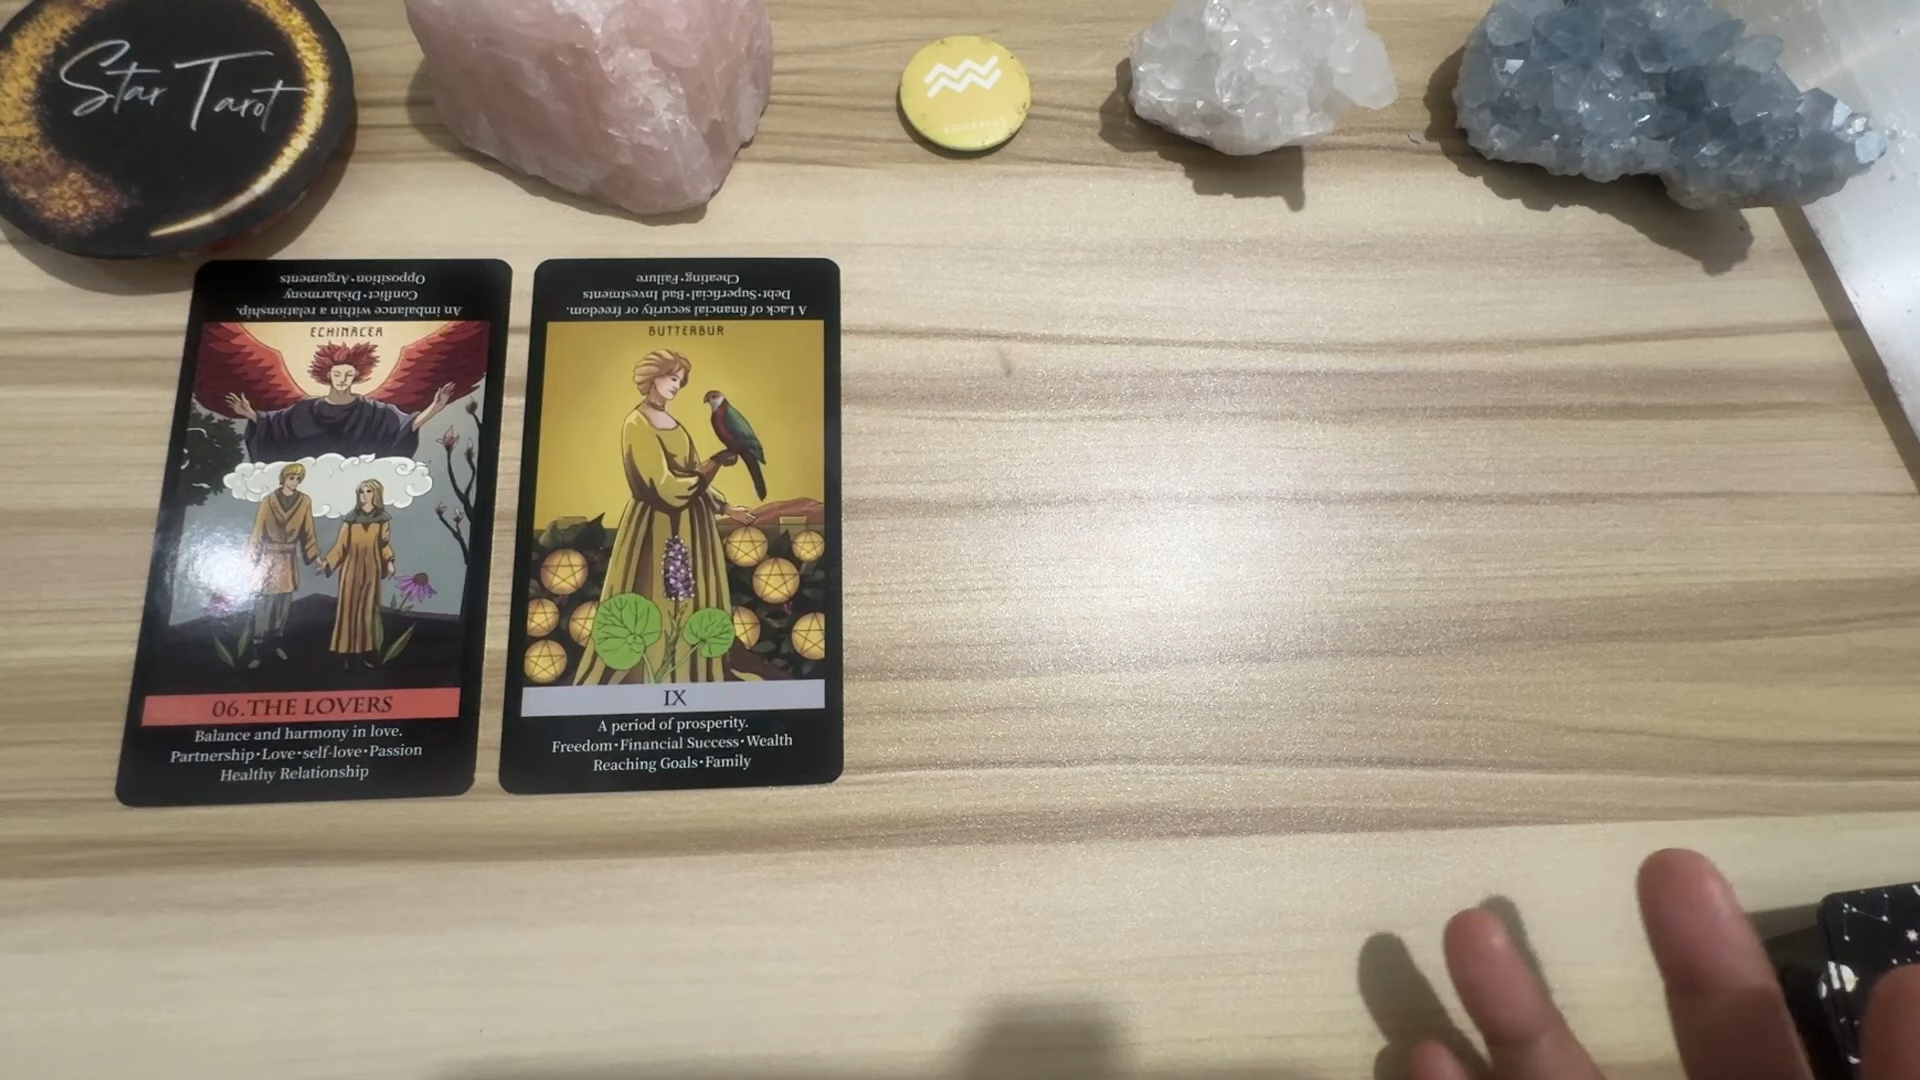 Star Tarot
AQUARIUS
Opposition•Arguments
Conflict•Disharmony
An imbalance within a relationship.
ECHINACEA
06.THE LOVERS
Balance and harmony in love.
Partnership•Love•self-love•Passion
Healthy Relationship
Cheating•Failure
Debt•Superficial•Bad Investments
A Lack of financial security or freedom.
BUTTERBUR
IX
A period of prosperity.
Freedom•Financial Success•Wealth
Reaching Goals•Family